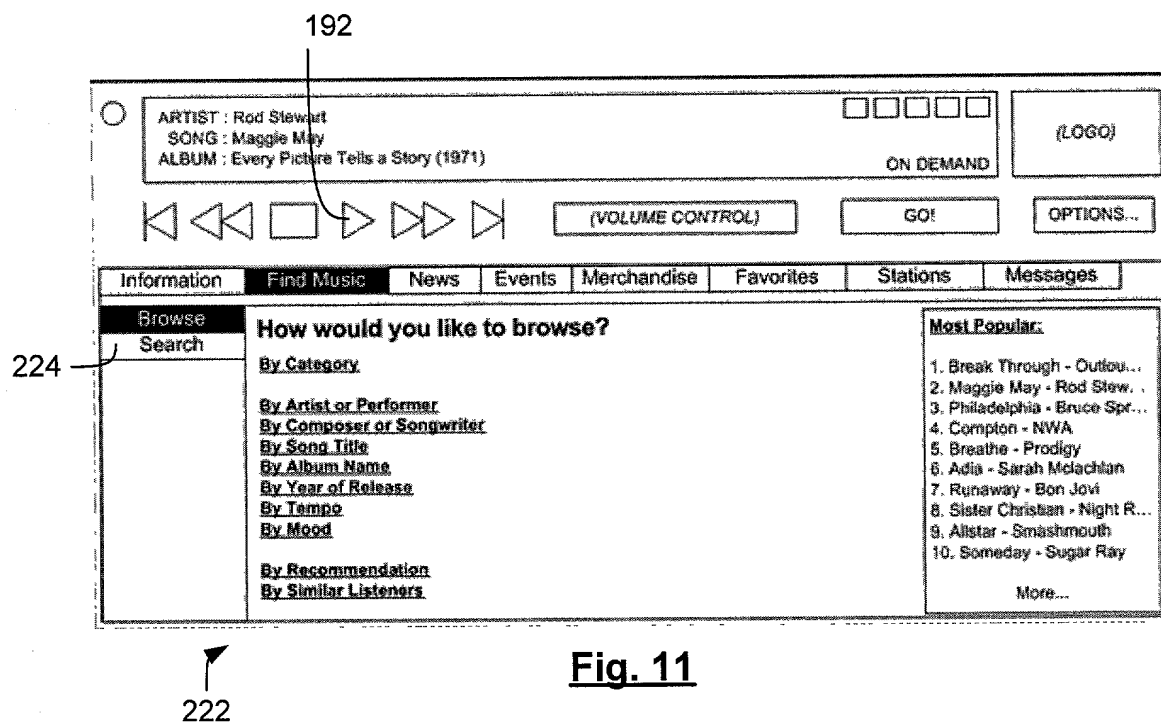 192
ARTIST : Rod Stewart
SONG : Maggie May
ALBUM : Every Picture Tells a Story (1971)
ON DEMAND
(LOGO)
(VOLUME CONTROL)
GO!
OPTIONS...
Information Find Music News Events Merchandise Favorites Stations Messages
Browse
Search
224
How would you like to browse?
By Category
By Artist or Performer
By Composer or Songwriter
By Song Title
By Album Name
By Year of Release
By Tempo
By Mood
By Recommendation
By Similar Listeners
Most Popular:
1. Break Through - Outlou...
2. Maggie May - Rod Stew...
3. Philadelphia - Bruce Spr...
4. Compton - NWA
5. Breathe - Prodigy
6. Adia - Sarah Mclachlan
7. Runaway - Bon Jovi
8. Sister Christian - Night R...
9. Allstar - Smashmouth
10. Someday - Sugar Ray
More...
222
Fig. 11